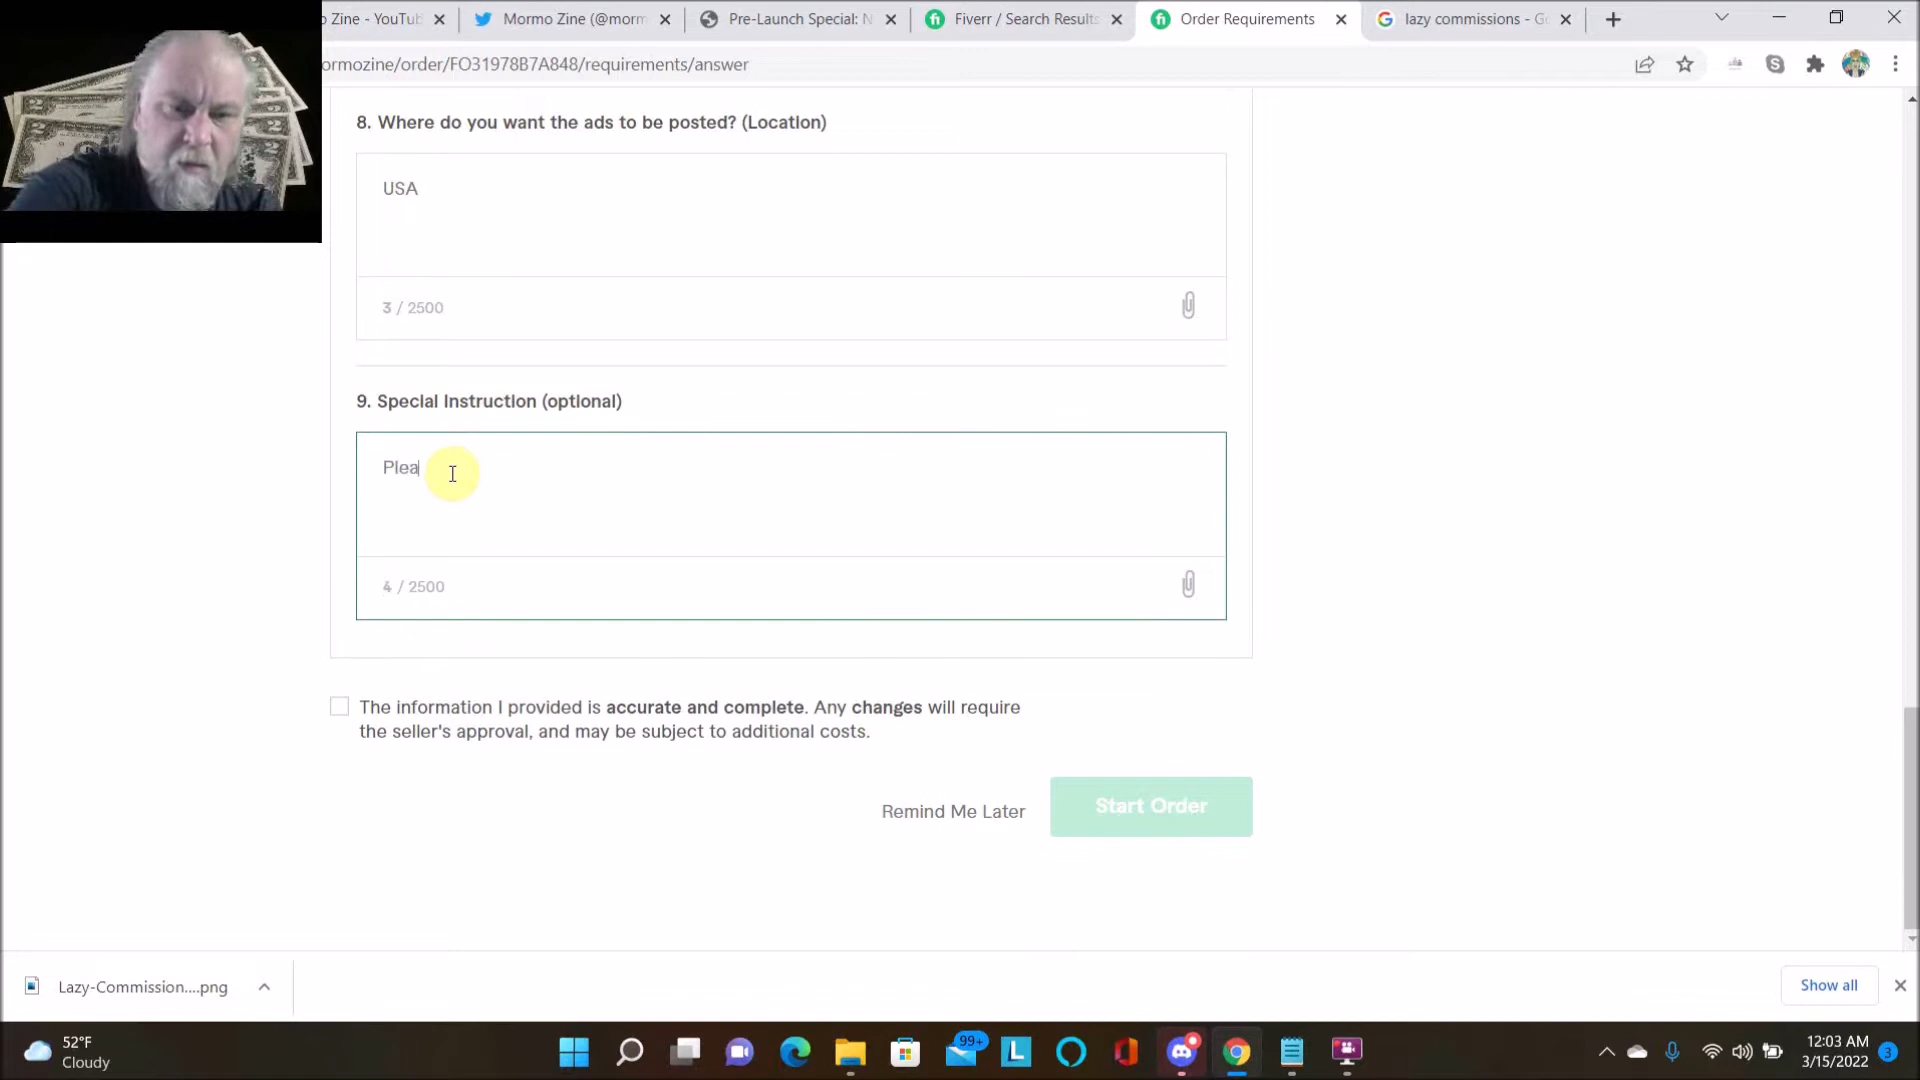 o Zine - YouTub
Mormo Zine (@morm
Pre-Launch Special: N
Fiverr / Search Results
Order Requirements
lazy commissions - G
ormozine/order/FO31978B7A848/requirements/answer
8. Where do you want the ads to be posted? (Location)
USA
3 / 2500
9. Special Instruction (optional)
Plea
4 / 2500
The information I provided is accurate and complete. Any changes will require
the seller's approval, and may be subject to additional costs.
Remind Me Later
Start Order
Lazy-Commission....png
Show all
52°F
Cloudy
99+
12:03 AM
3/15/2022
3